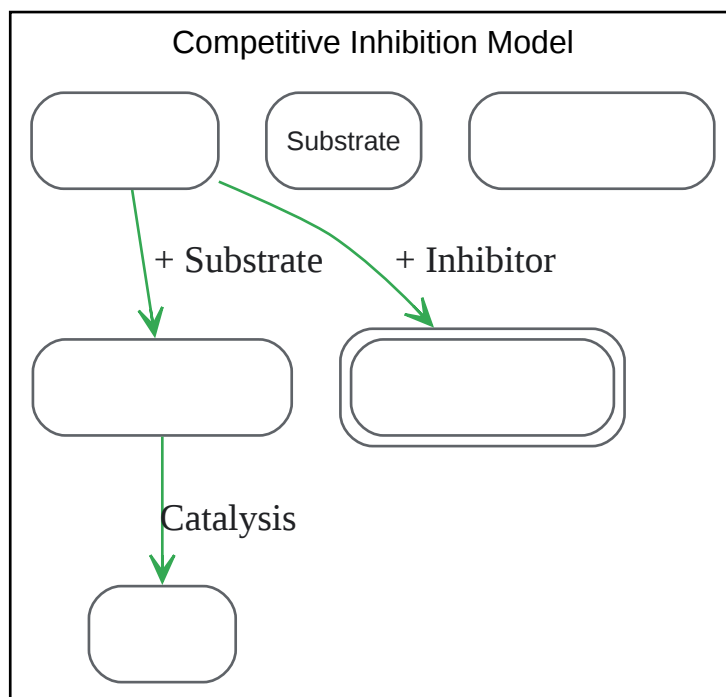 Competitive Inhibition Model
Substrate
+ Substrate
+ Inhibitor
Catalysis